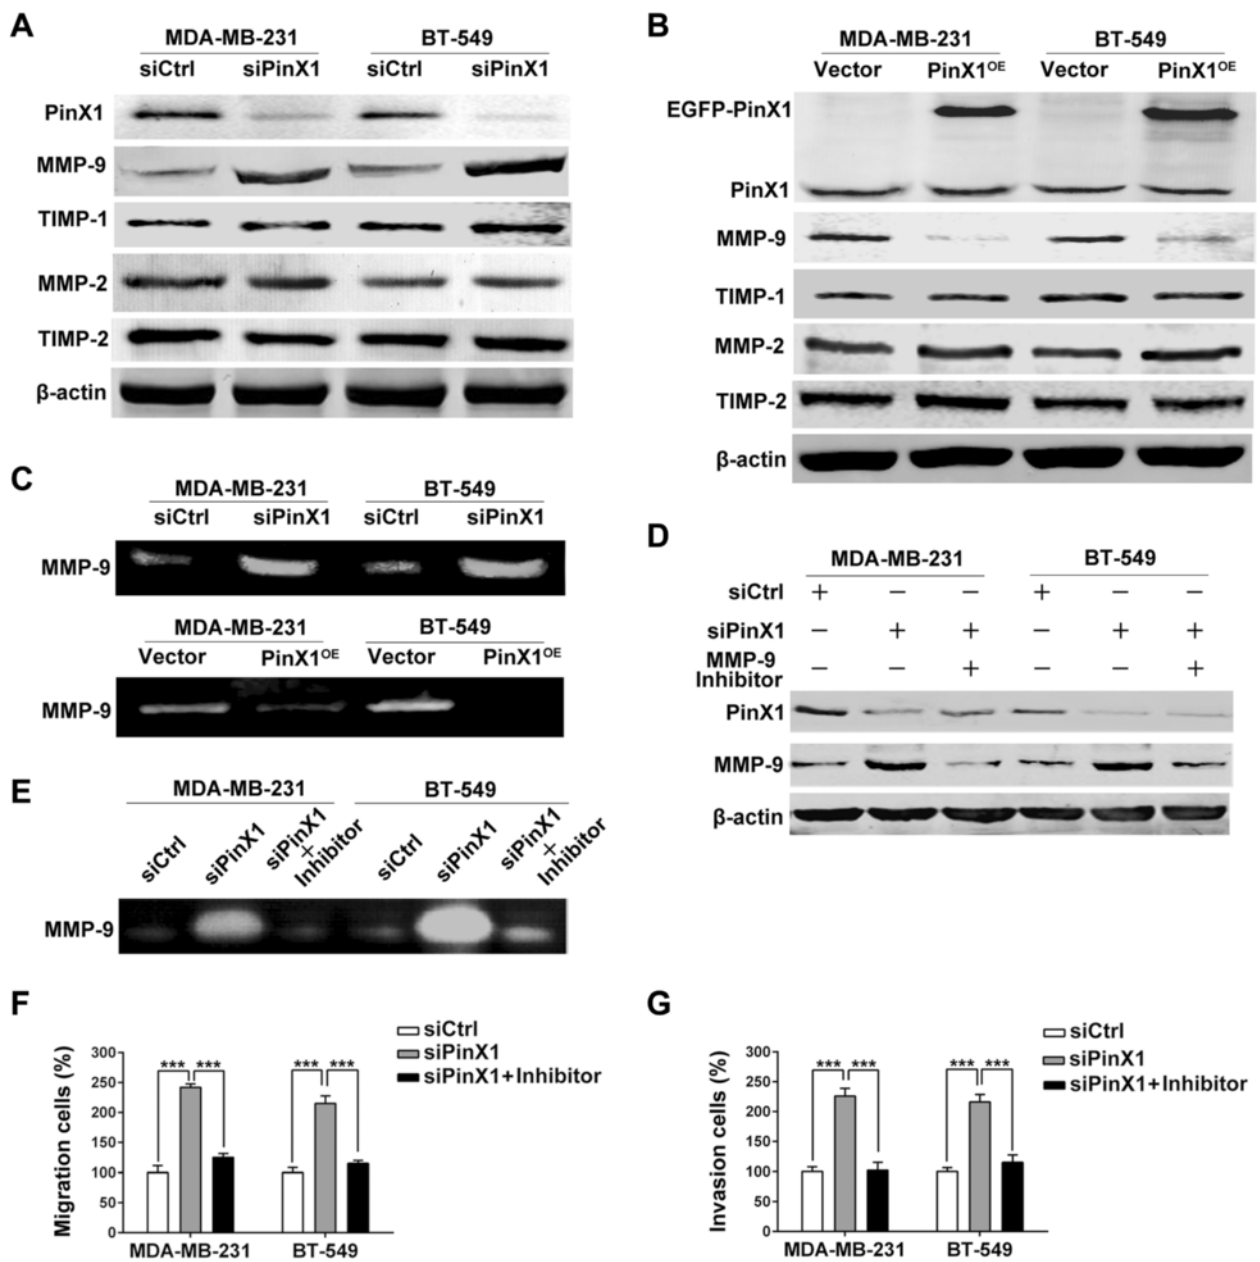 A
MDA-MB-231 BT-549
siCtrl siPinX1 siCtrl siPinX1
PinX1
MMP-9
TIMP-1
MMP-2
TIMP-2
β-actin
B
MDA-MB-231 BT-549
Vector PinX1OE Vector PinX1OE
EGFP-PinX1
PinX1
MMP-9
TIMP-1
MMP-2
TIMP-2
β-actin
C
MDA-MB-231 BT-549
siCtrl siPinX1 siCtrl siPinX1
MMP-9
MDA-MB-231 BT-549
Vector PinX1OE Vector PinX1OE
MMP-9
D
MDA-MB-231 BT-549
siCtrl + − − + − −
siPinX1 − + + − + +
MMP-9
Inhibitor − − + − − +
PinX1
MMP-9
β-actin
E
MDA-MB-231 BT-549
siCtrl siPinX1 siPinX1 + Inhibitor siCtrl siPinX1 siPinX1 + Inhibitor
MMP-9
F
siCtrl
siPinX1
siPinX1+Inhibitor
Migration cells (%)
300
250
200
150
100
50
0
*** *** *** ***
MDA-MB-231 BT-549
G
siCtrl
siPinX1
siPinX1+Inhibitor
Invasion cells (%)
300
250
200
150
100
50
0
*** *** *** ***
MDA-MB-231 BT-549